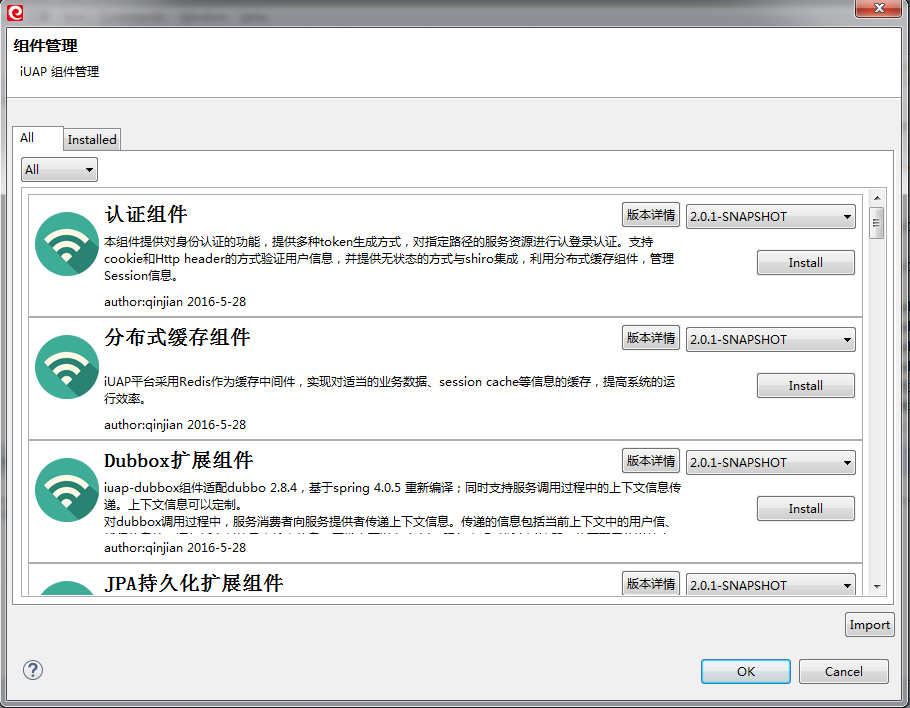 组件管理
iUAP 组件管理
All
Installed
All
认证组件
版本详情
2.0.1-SNAPSHOT
本组件提供对身份认证的功能，提供多种token生成方式，对指定路径的服务资源进行认登录认证。支持
cookie和Http header的方式验证用户信息，并提供无状态的方式与shiro集成，利用分布式缓存组件，管理
Session信息。
Install
author:qinjian 2016-5-28
分布式缓存组件
版本详情
2.0.1-SNAPSHOT
iUAP平台采用Redis作为缓存中间件，实现对适当的业务数据、session cache等信息的缓存，提高系统的运
行效率。
Install
author:qinjian 2016-5-28
Dubbox扩展组件
版本详情
2.0.1-SNAPSHOT
iuap-dubbox组件适配dubbo 2.8.4，基于spring 4.0.5 重新编译；同时支持服务调用过程中的上下文信息传
递。上下文信息可以定制。
对dubbox调用过程中，服务消费者向服务提供者传递上下文信息。传递的信息包括当前上下文中的用户信、
Install
author:qinjian 2016-5-28
JPA持久化扩展组件
版本详情
2.0.1-SNAPSHOT
Import
OK
Cancel